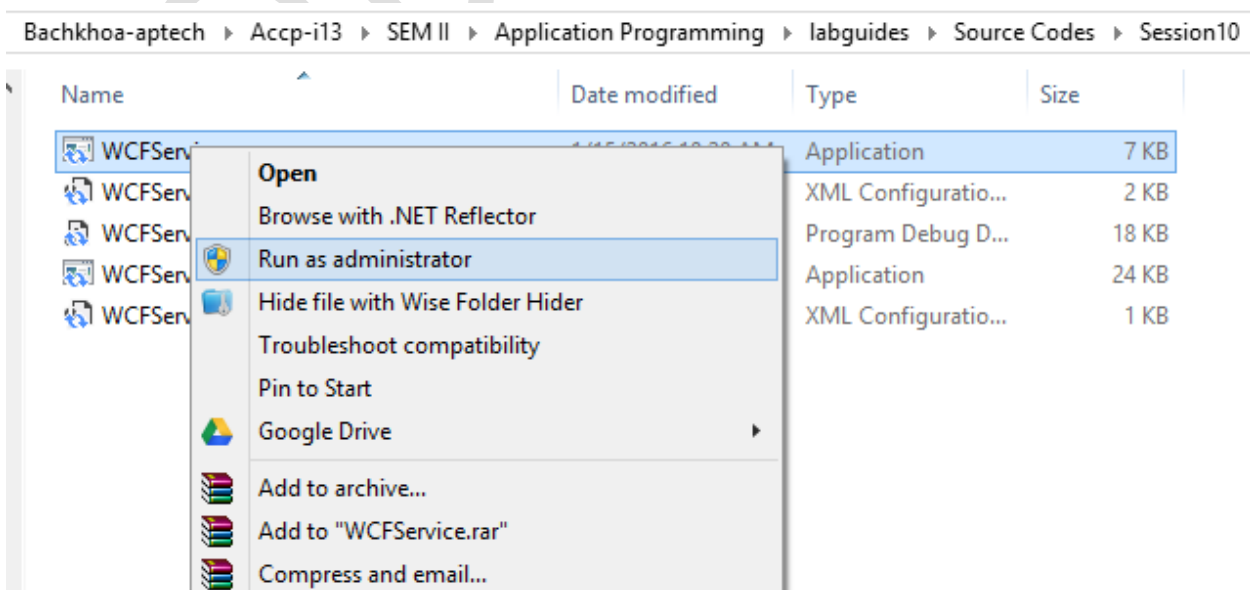 Bachkhoa-aptech ▸ Accp-i13 ▸ SEM II ▸ Application Programming ▸ labguides ▸ Source Codes ▸ Session10
Name Date modified Type Size
WCFServ Application 7 KB
WCFServ XML Configuratio... 2 KB
WCFServ Program Debug D... 18 KB
WCFServ Application 24 KB
WCFServ XML Configuratio... 1 KB
Open
Browse with .NET Reflector
Run as administrator
Hide file with Wise Folder Hider
Troubleshoot compatibility
Pin to Start
Google Drive
Add to archive...
Add to "WCFService.rar"
Compress and email...